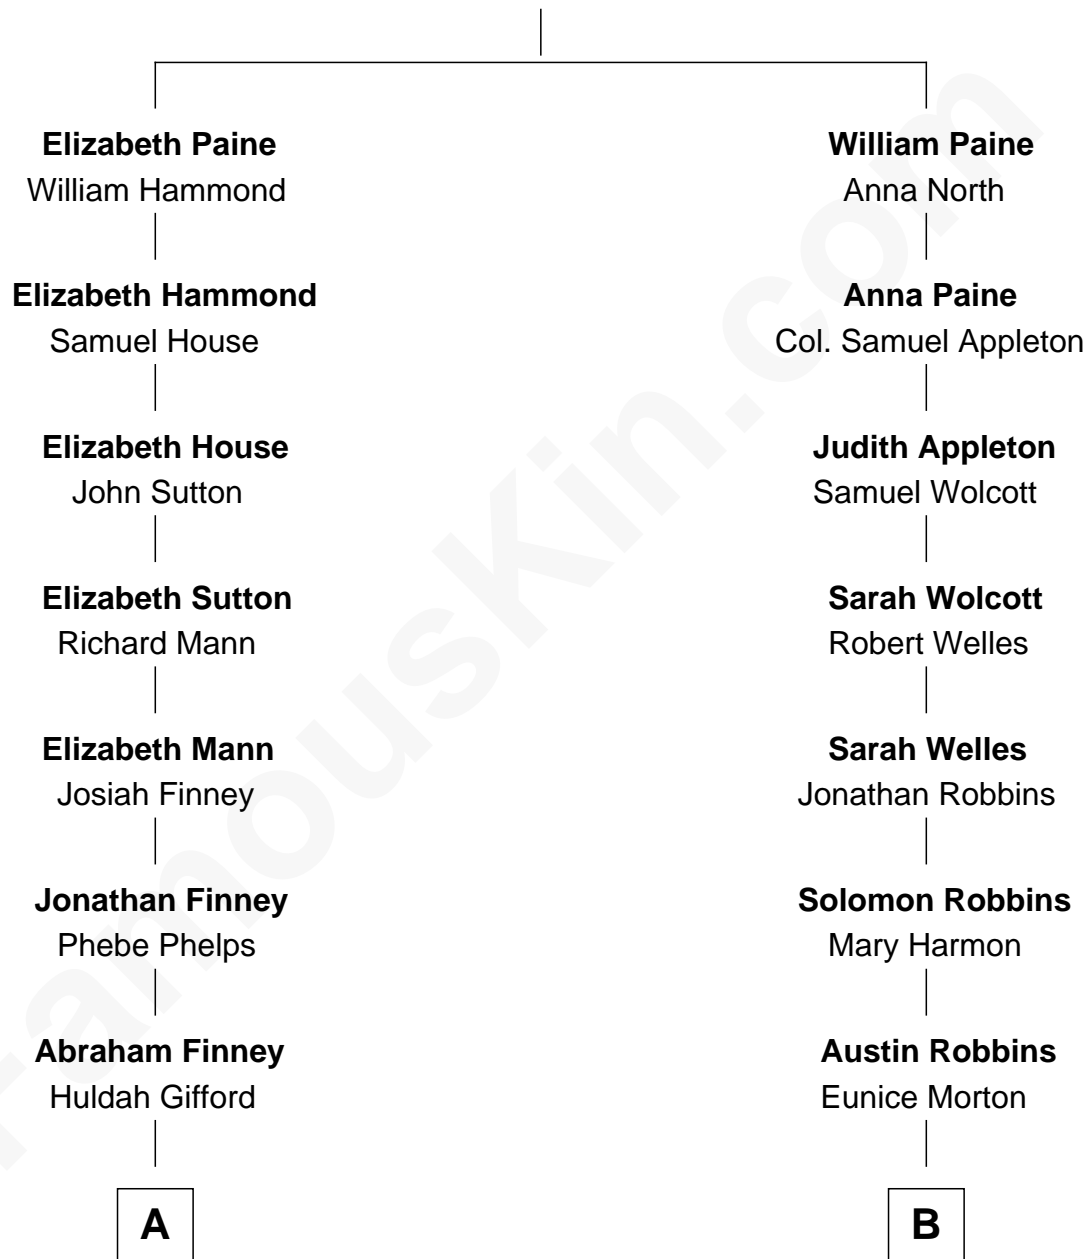 Elizabeth Paine
William Hammond
Elizabeth Hammond
Samuel House
Elizabeth House
John Sutton
Elizabeth Sutton
Richard Mann
Elizabeth Mann
Josiah Finney
Jonathan Finney
Phebe Phelps
Abraham Finney
Huldah Gifford
A
William Paine
Anna North
Anna Paine
Col. Samuel Appleton
Judith Appleton
Samuel Wolcott
Sarah Wolcott
Robert Welles
Sarah Welles
Jonathan Robbins
Solomon Robbins
Mary Harmon
Austin Robbins
Eunice Morton
B
FamousKin.com